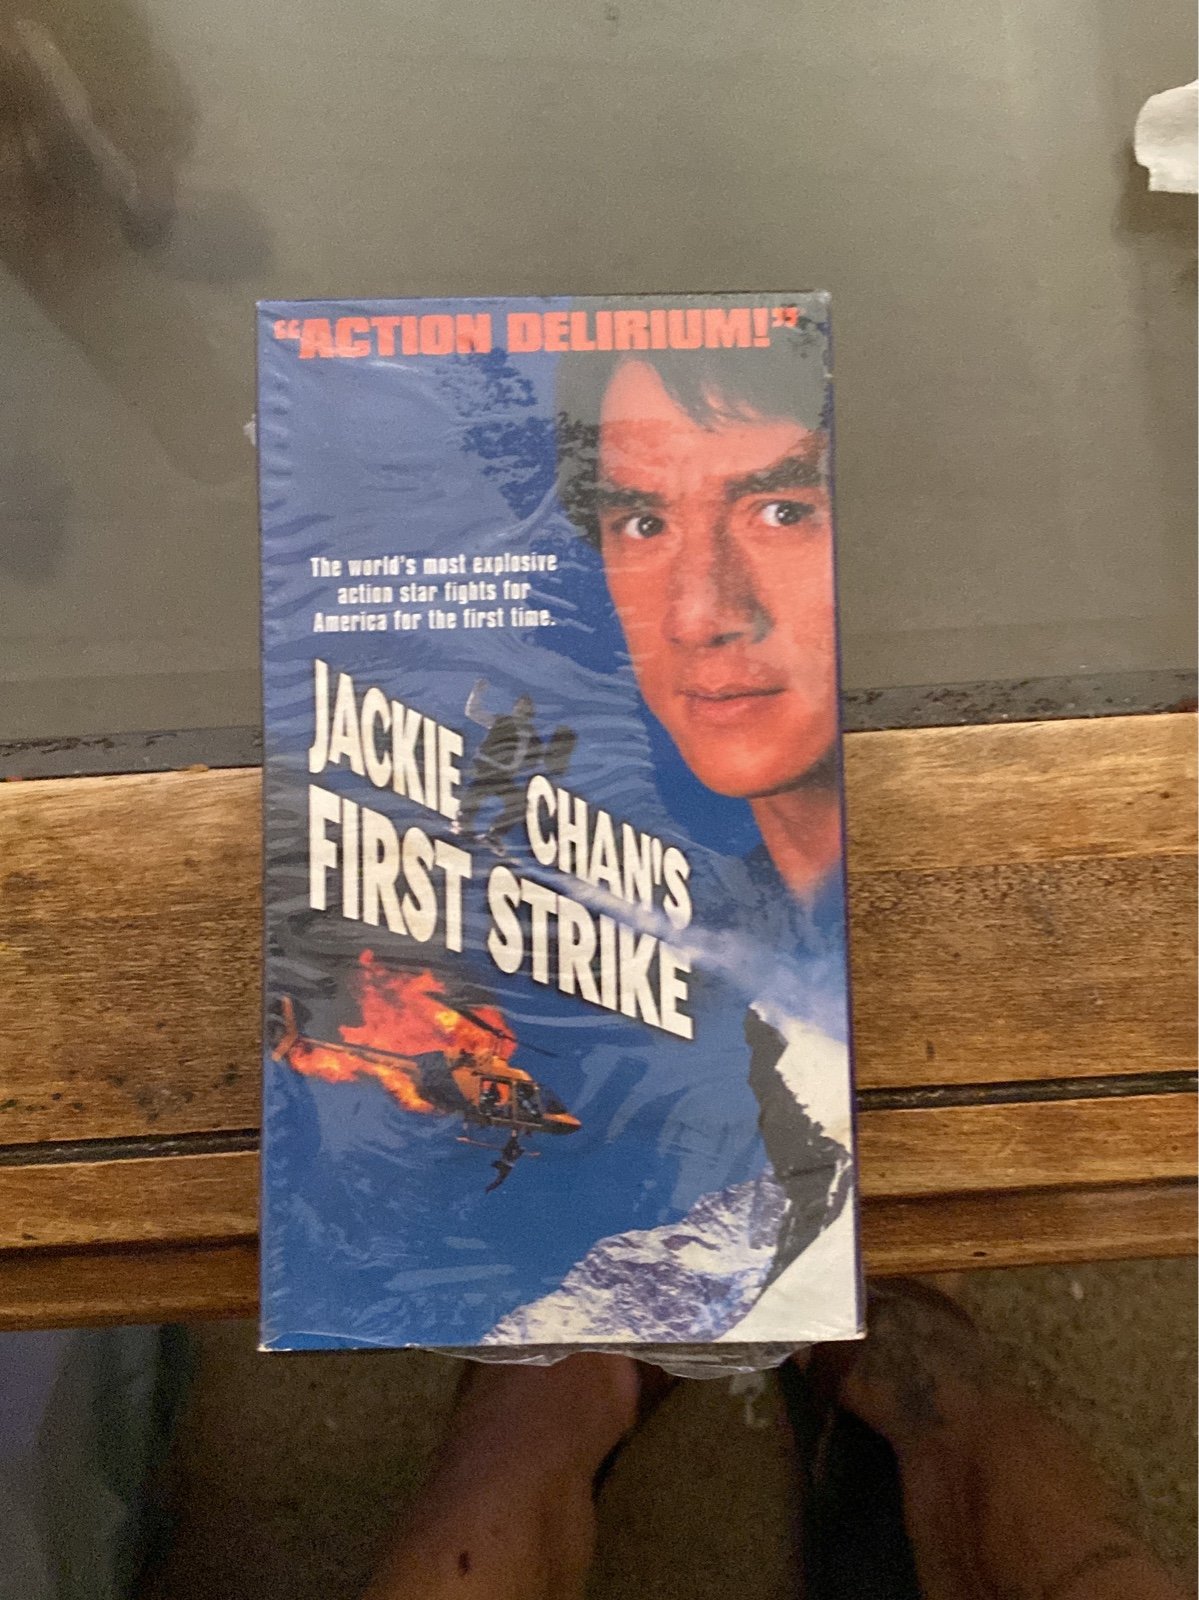 "ACTION DELIRIUM!"
The world's most explosive
action star fights for
America for the first time.
JACKIE CHAN'S
FIRST STRIKE